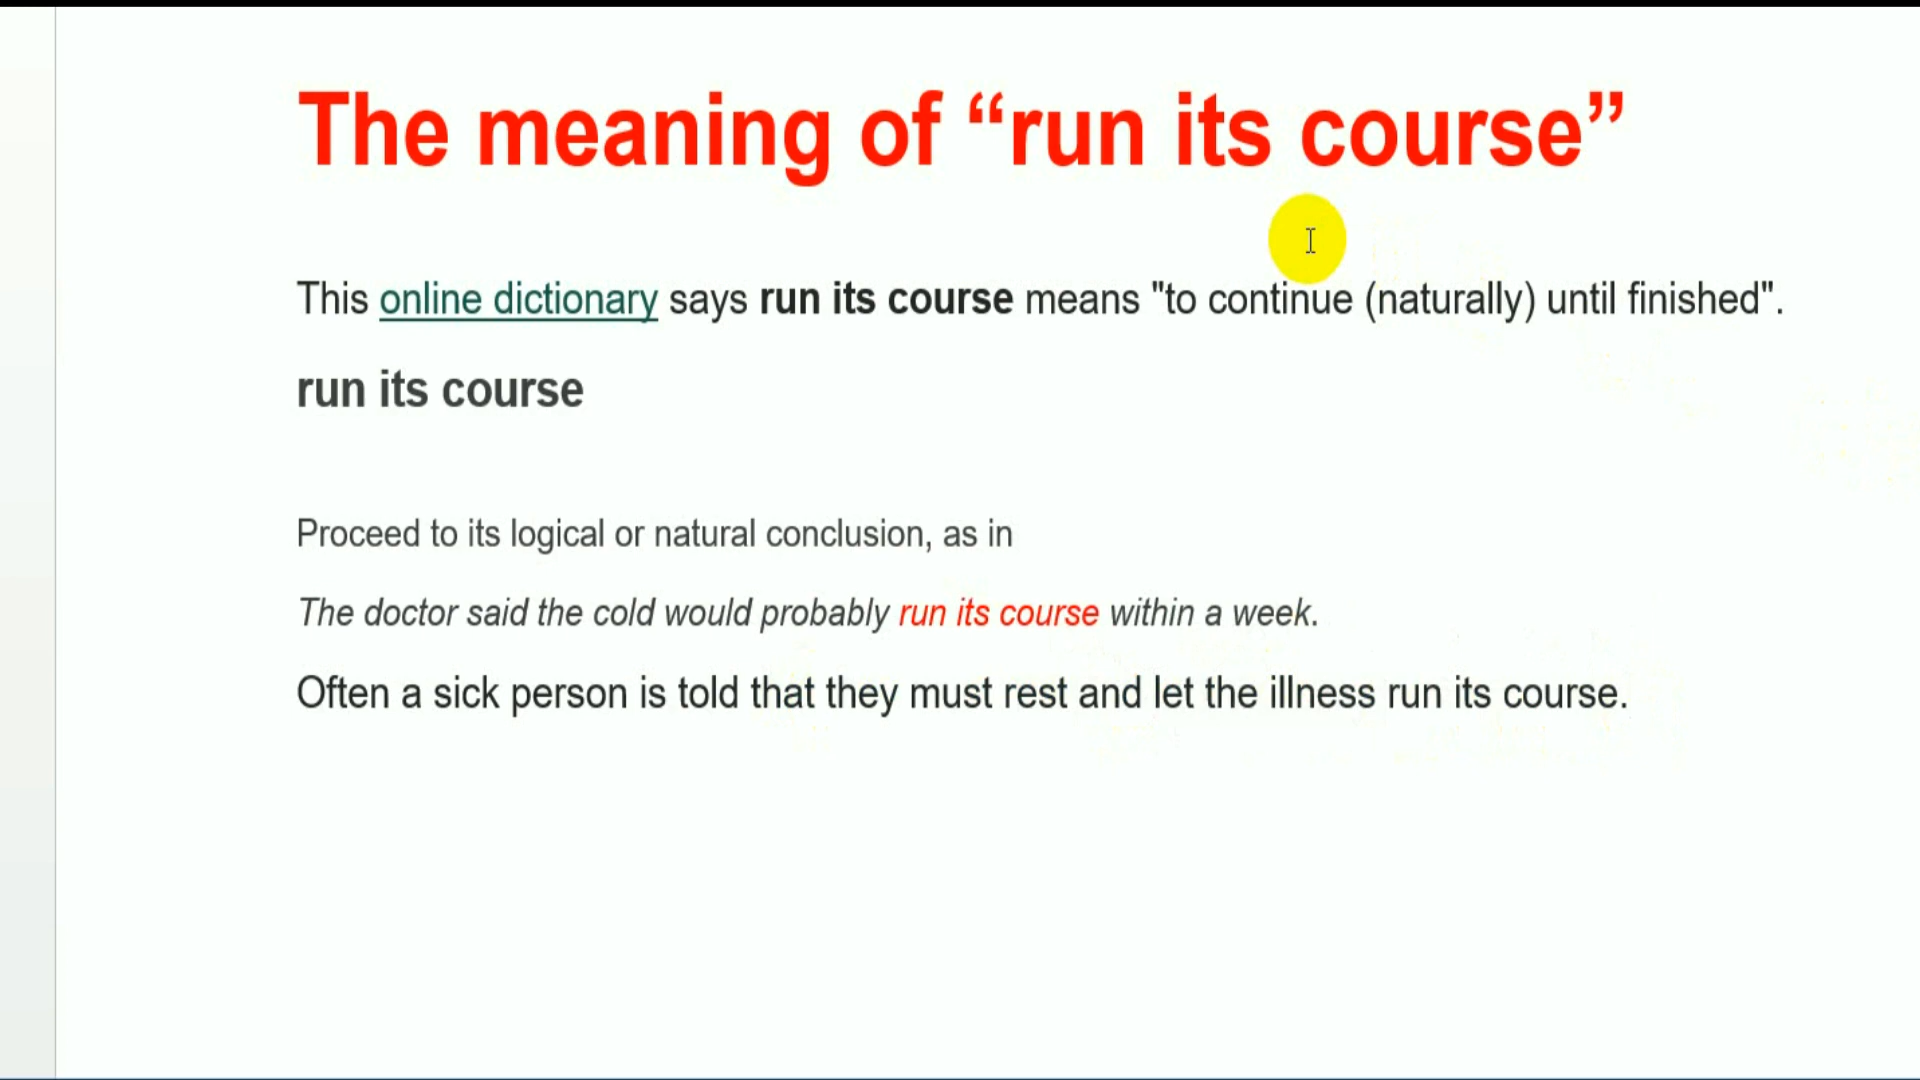 The meaning of “run its course”
This online dictionary says run its course means "to continue (naturally) until finished".
run its course
Proceed to its logical or natural conclusion, as in
The doctor said the cold would probably run its course within a week.
Often a sick person is told that they must rest and let the illness run its course.